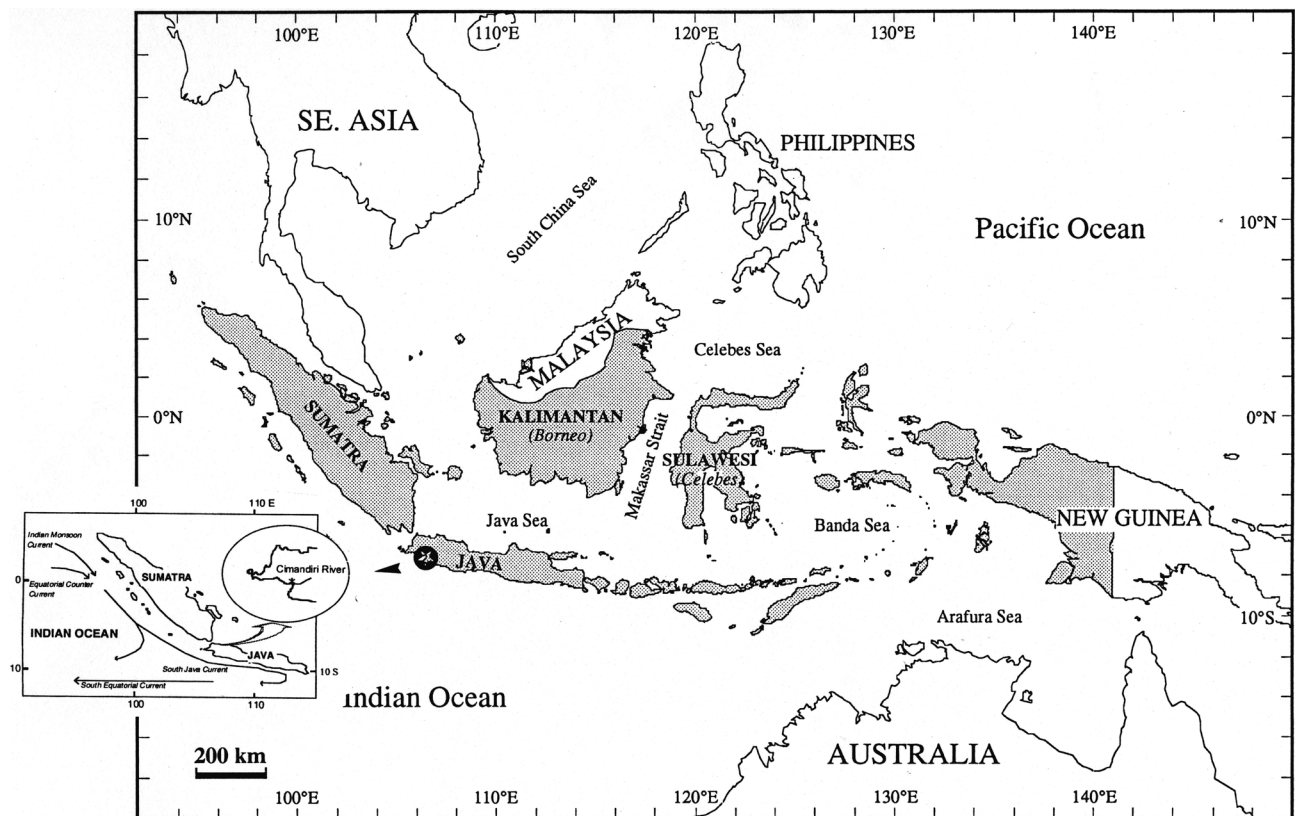 100°E
110°E
120°E
130°E
140°E
SE. ASIA
PHILIPPINES
South China Sea
10°N
Pacific Ocean
10°N
MALAYSIA
Celebes Sea
KALIMANTAN
(Borneo)
0°N
0°N
SUMATRA
Makassar Strait
SULAWESI
(Celebes)
Java Sea
Banda Sea
NEW GUINEA
JAVA
Arafura Sea
10°S
100
110 E
Indian Monsoon
Current
Cimandiri River
SUMATRA
0
0
Equatorial Counter
Current
INDIAN OCEAN
JAVA
10
South Java Current
10 S
South Equatorial Current
100
110
Indian Ocean
AUSTRALIA
200 km
100°E
110°E
120°E
130°E
140°E